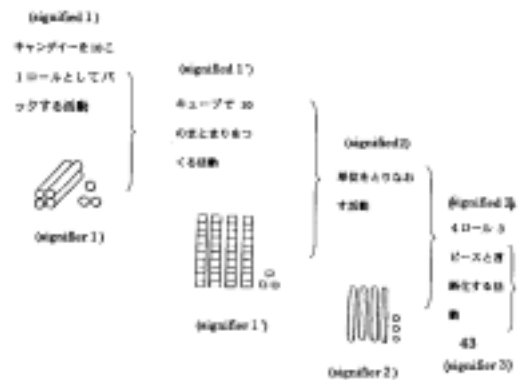 (signified 1)
キャンディーを10こ
1ロールとしてパ
ックする活動
(signifier 1)
(signified 1')
キューブで 10
のまとまりをつ
くる活動
(signifier 1')
(signified2)
単位をとりなお
す活動
(signifier 2)
(signified 3)
4ロール 3
ピースと言
語化する活
動
43
(signifier 3)